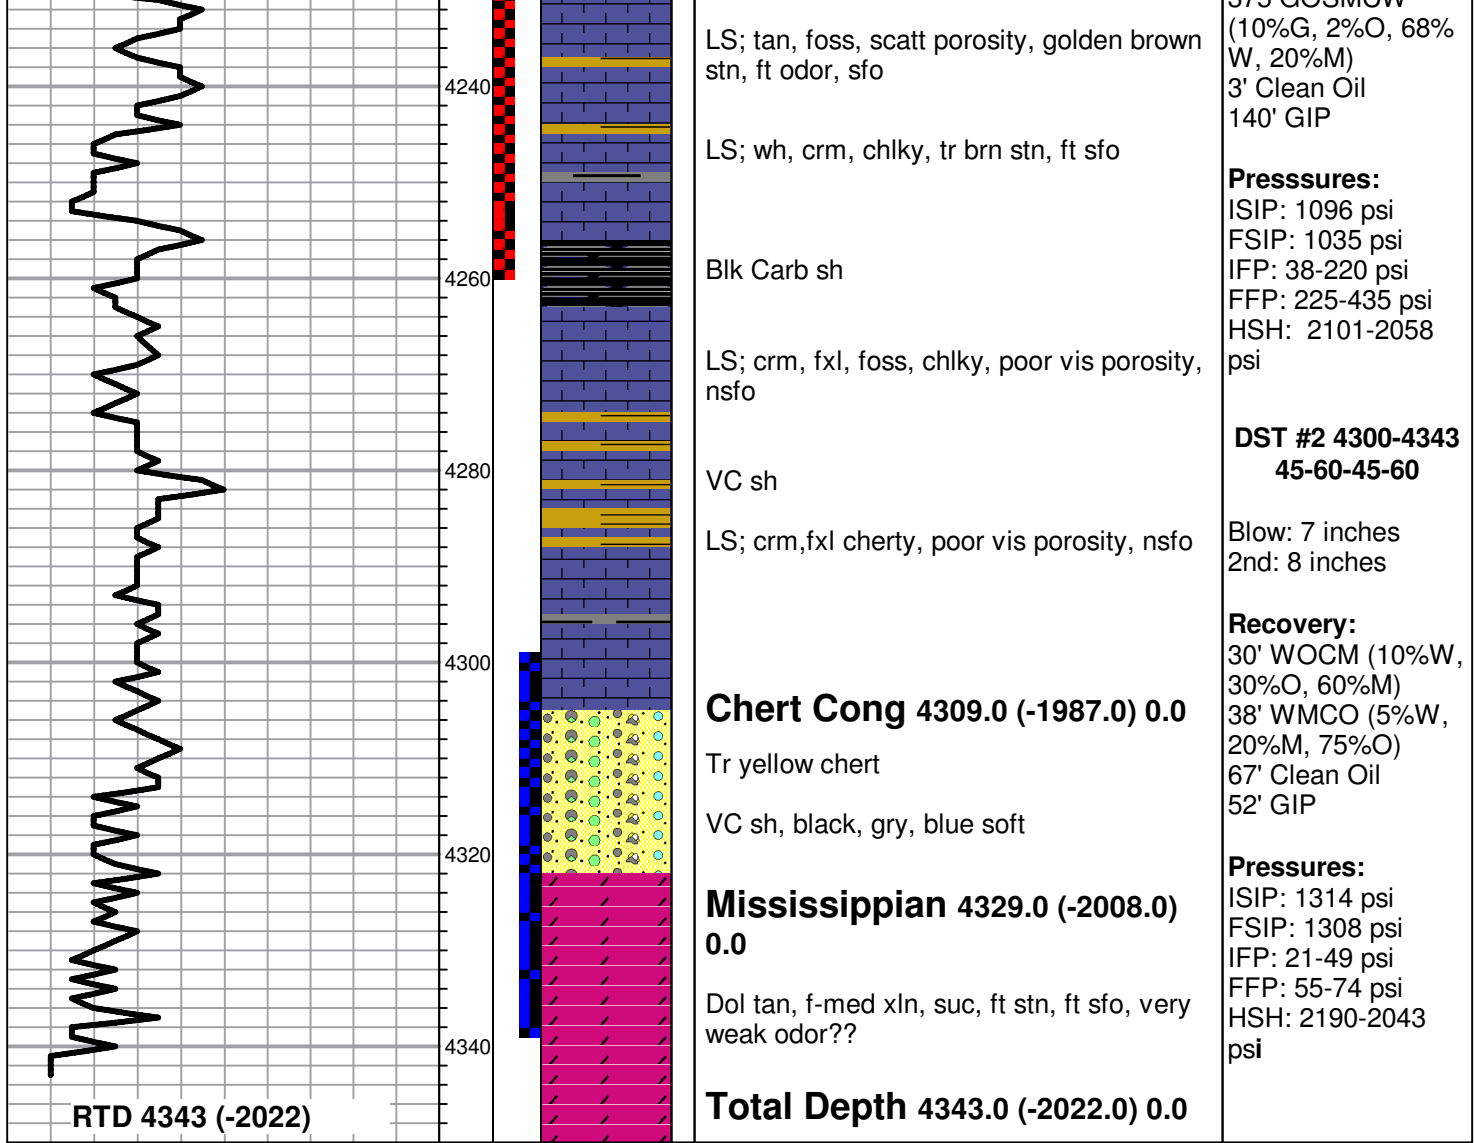 4240
4260
4280
4300
4320
4340
RTD 4343 (-2022)
LS; tan, foss, scatt porosity, golden brown
stn, ft odor, sfo
LS; wh, crm, chlky, tr brn stn, ft sfo
Blk Carb sh
LS; crm, fxl, foss, chlky, poor vis porosity,
nsfo
VC sh
LS; crm,fxl cherty, poor vis porosity, nsfo
Chert Cong 4309.0 (-1987.0) 0.0
Tr yellow chert
VC sh, black, gry, blue soft
Mississippian 4329.0 (-2008.0)
0.0
Dol tan, f-med xln, suc, ft stn, ft sfo, very
weak odor??
Total Depth 4343.0 (-2022.0) 0.0
375 GOSMCW
(10%G, 2%O, 68%
W, 20%M)
3' Clean Oil
140' GIP
Presssures:
ISIP: 1096 psi
FSIP: 1035 psi
IFP: 38-220 psi
FFP: 225-435 psi
HSH: 2101-2058
psi
DST #2 4300-4343
45-60-45-60
Blow: 7 inches
2nd: 8 inches
Recovery:
30' WOCM (10%W,
30%O, 60%M)
38' WMCO (5%W,
20%M, 75%O)
67' Clean Oil
52' GIP
Pressures:
ISIP: 1314 psi
FSIP: 1308 psi
IFP: 21-49 psi
FFP: 55-74 psi
HSH: 2190-2043
psi